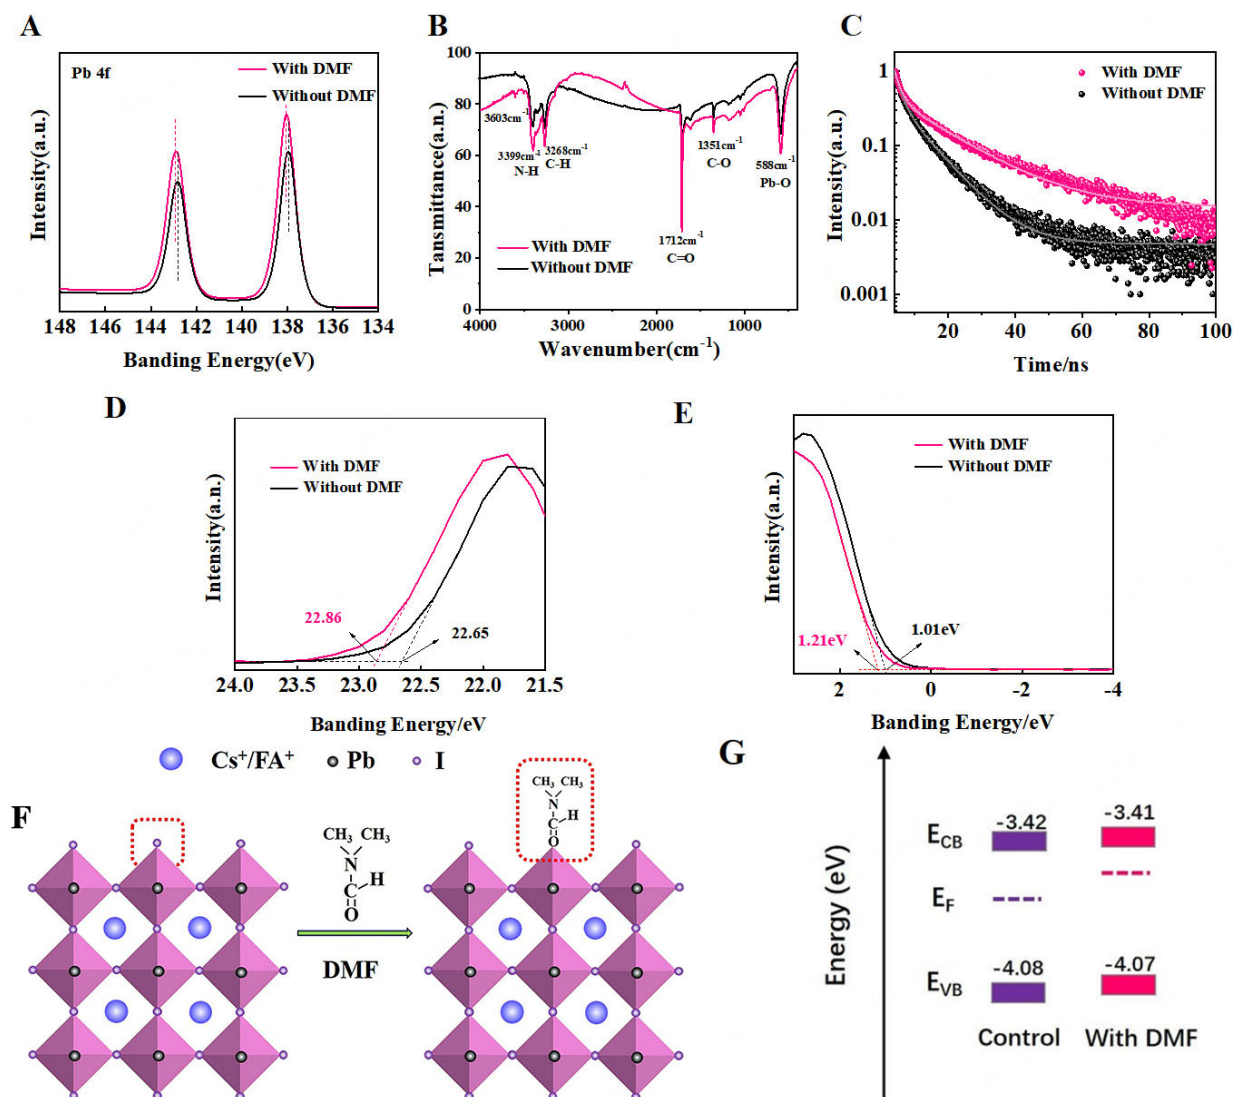 A
Pb 4f
With DMF
Without DMF
Intensity(a.u.)
148 146 144 142 140 138 136 134
Banding Energy(eV)
B
100
80
60
40
20
0
Tansmittance(a.n.)
3603cm-1
3399cm-1
N-H
3268cm-1
C-H
1712cm-1
C=O
1351cm-1
C-O
588cm-1
Pb-O
With DMF
Without DMF
4000 3000 2000 1000
Wavenumber(cm-1)
C
With DMF
Without DMF
1
0.1
0.01
0.001
Intensity(a.u.)
20 40 60 80 100
Time/ns
D
With DMF
Without DMF
Intensity(a.n.)
22.86
22.65
24.0 23.5 23.0 22.5 22.0 21.5
Banding Energy/eV
E
With DMF
Without DMF
Intensity(a.n.)
1.21eV
1.01eV
2 0 -2 -4
Banding Energy/eV
F
Cs+/FA+ Pb I
CH3 CH3
N
C H
O
DMF
CH3 CH3
N
C H
O
G
Energy (eV)
ECB
-3.42
-3.41
EF
EVB
-4.08
-4.07
Control
With DMF